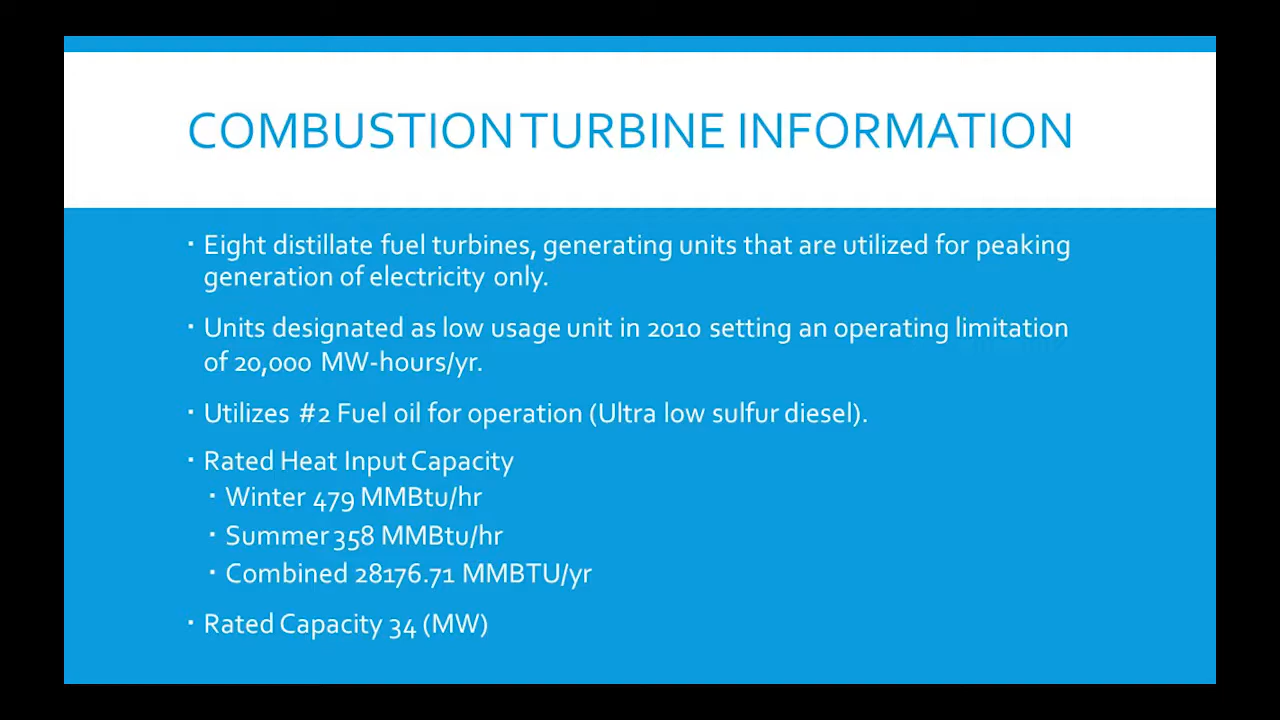 COMBUSTION TURBINE INFORMATION
▪ Eight distillate fuel turbines, generating units that are utilized for peaking
generation of electricity only.
▪ Units designated as low usage unit in 2010 setting an operating limitation
of 20,000 MW-hours/yr.
▪ Utilizes #2 Fuel oil for operation (Ultra low sulfur diesel).
▪ Rated Heat Input Capacity
▪ Winter 479 MMBtu/hr
▪ Summer 358 MMBtu/hr
▪ Combined 28176.71 MMBTU/yr
▪ Rated Capacity 34 (MW)